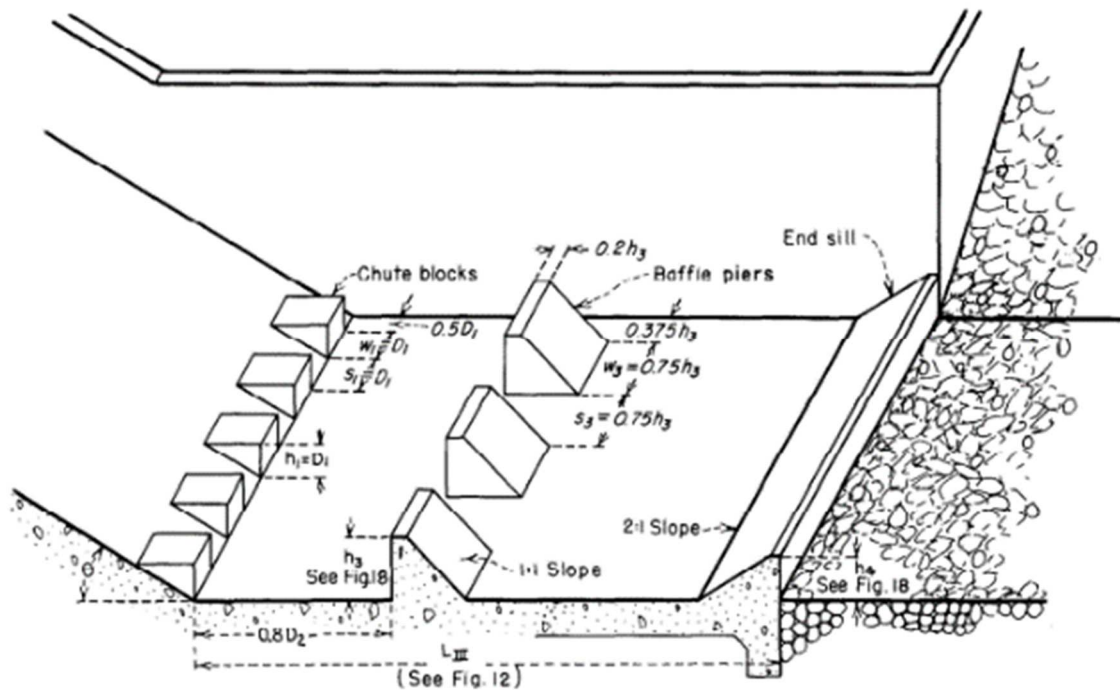 0.2h₃
End sill
Chute blocks
Baffle piers
0.5D₁
0.375h₃
w₁=D₁
w₃=0.75h₃
s₁=D₁
s₃=0.75h₃
h₁=D₁
2:1 Slope
h₃
See Fig.18
1:1 Slope
h₄
See Fig.18
θ
0.8D₂
L III
(See Fig. 12)